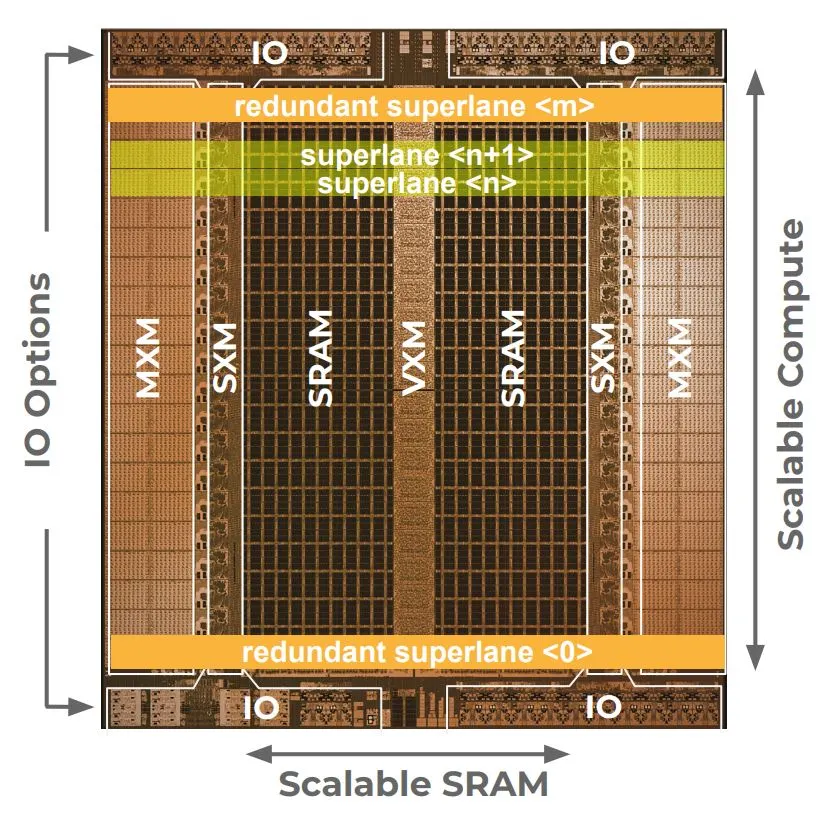 IO
IO
redundant superlane <m>
superlane <n+1>
superlane <n>
IO Options
MXM
SXM
SRAM
VXM
SRAM
SXM
MXM
Scalable Compute
redundant superlane <0>
IO
IO
Scalable SRAM